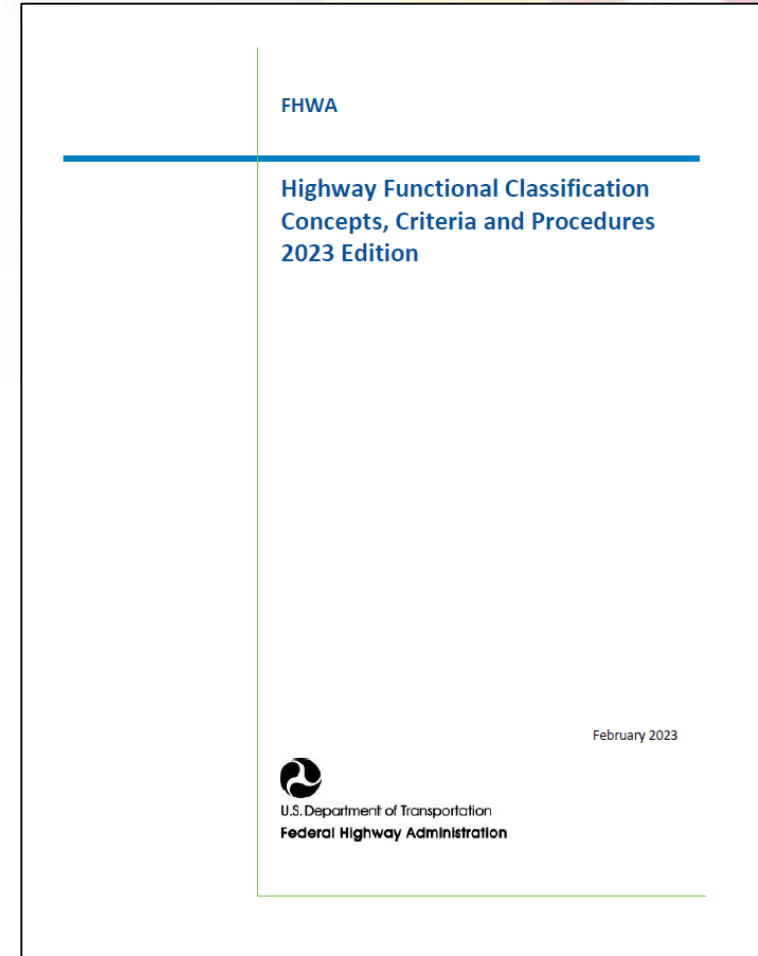 FHWA
Highway Functional Classification
Concepts, Criteria and Procedures
2023 Edition
February 2023
U.S. Department of Transportation
Federal Highway Administration